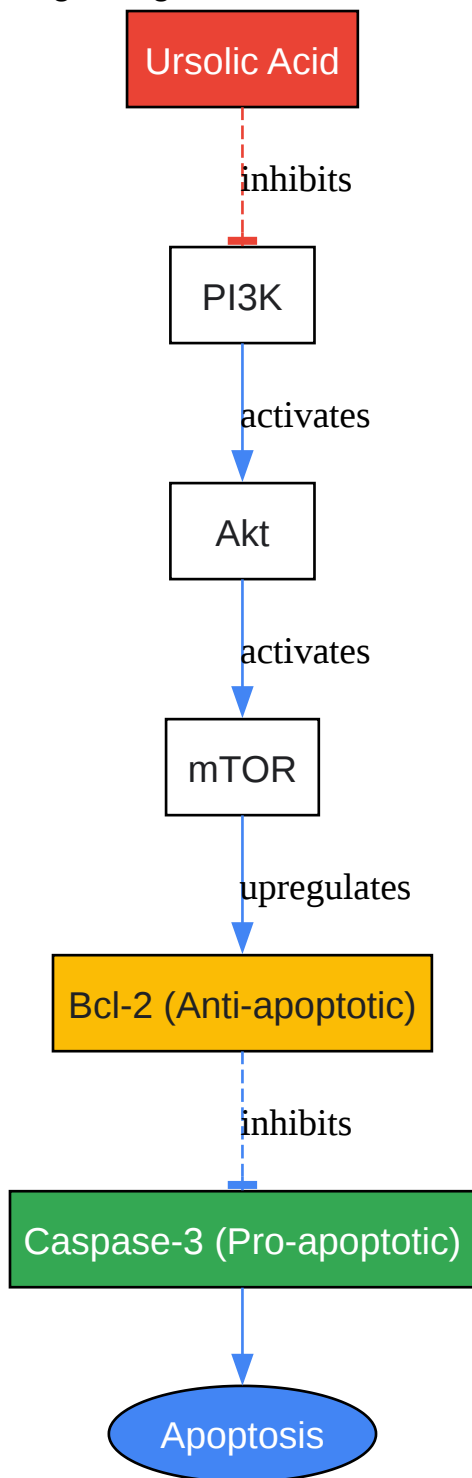 Ursolic Acid
inhibits
PI3K
activates
Akt
activates
mTOR
upregulates
Bcl-2 (Anti-apoptotic)
inhibits
Caspase-3 (Pro-apoptotic)
Apoptosis